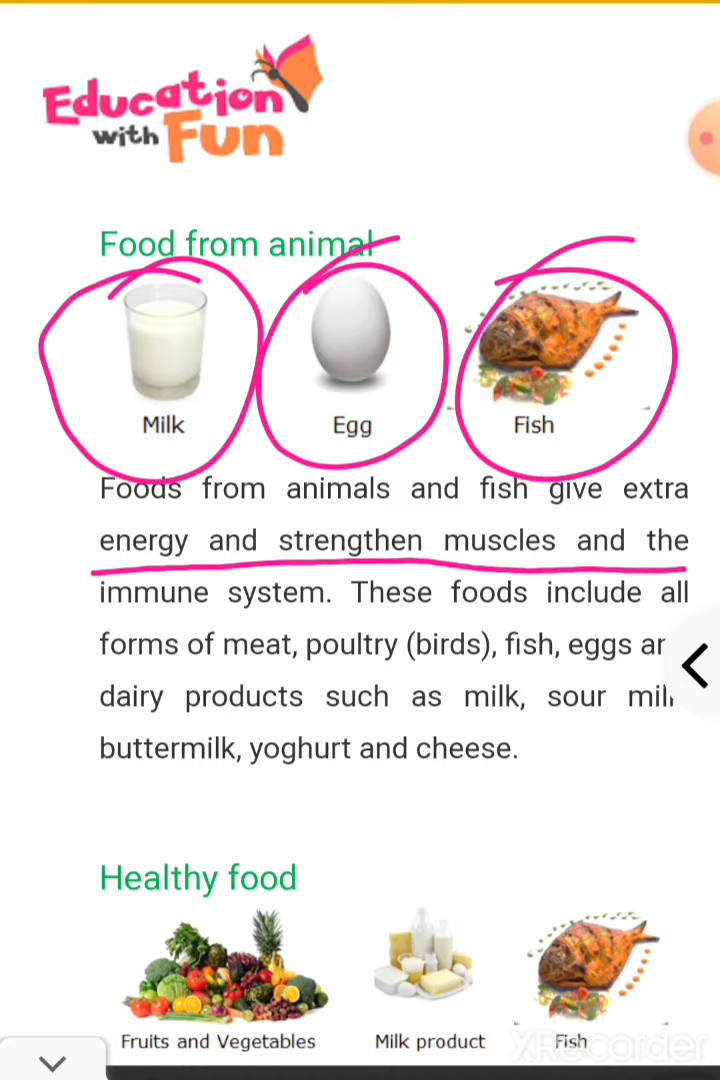 Education
with Fun
Food from animal
Milk Egg Fish
Foods from animals and fish give extra
energy and strengthen muscles and the
immune system. These foods include all
forms of meat, poultry (birds), fish, eggs
dairy products such as milk, sour
buttermilk, yoghurt and cheese.
Healthy food
Fruits and Vegetables Milk product Fish
XRecorder